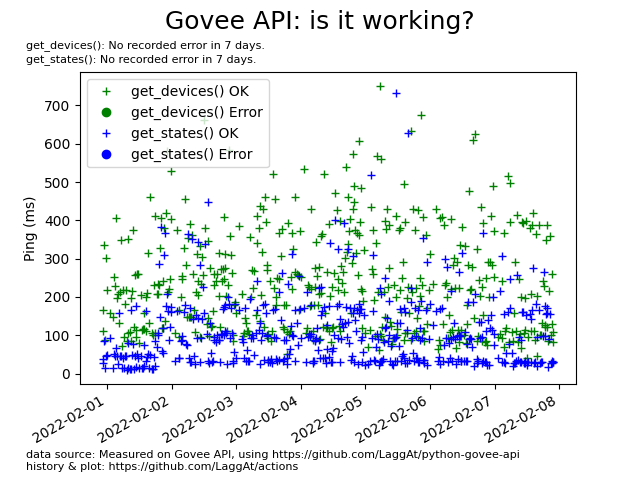 Govee API: is it working?
get_devices(): No recorded error in 7 days.
get_states(): No recorded error in 7 days.
get_devices() OK
get_devices() Error
get_states() OK
get_states() Error
Ping (ms)
700
600
500
400
300
200
100
0
2022-02-01
2022-02-02
2022-02-03
2022-02-04
2022-02-05
2022-02-06
2022-02-07
2022-02-08
data source: Measured on Govee API, using https://github.com/LaggAt/python-govee-api
history & plot: https://github.com/LaggAt/actions